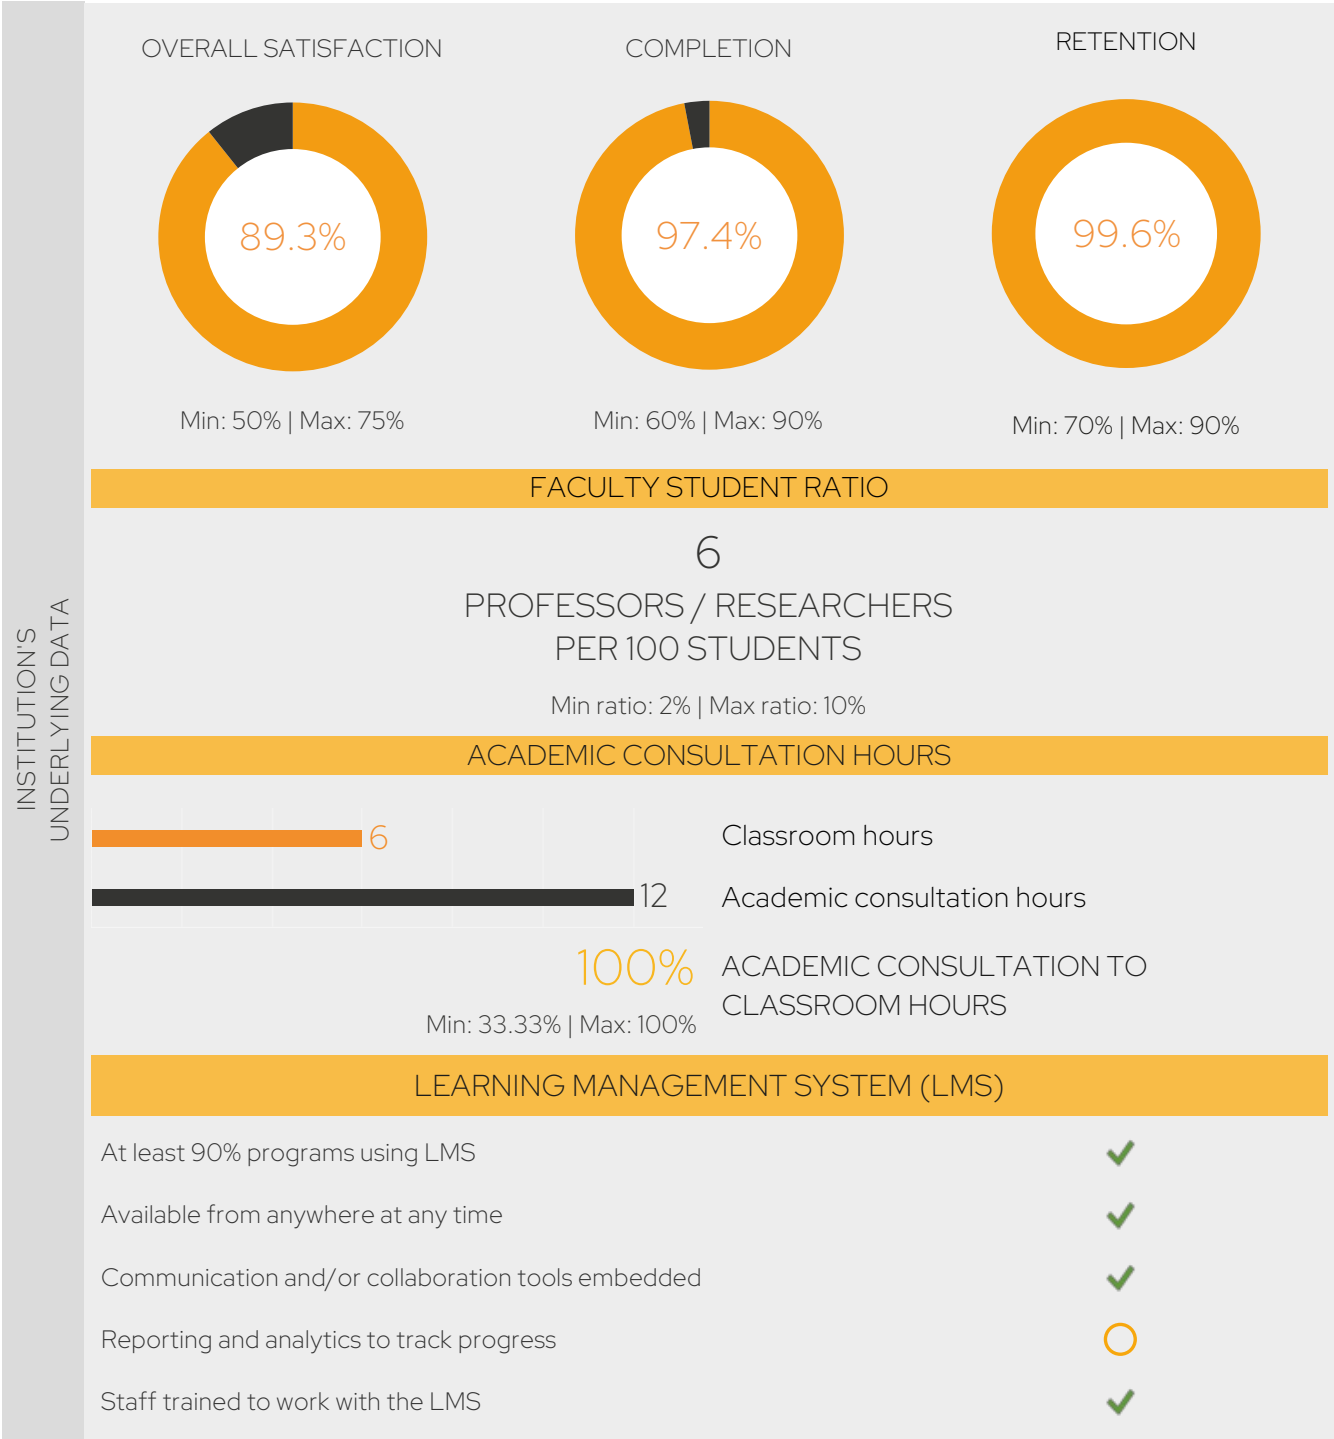 INSTITUTION'S
UNDERLYING DATA
OVERALL SATISFACTION
COMPLETION
RETENTION
89.3%
97.4%
99.6%
Min: 50% | Max: 75%
Min: 60% | Max: 90%
Min: 70% | Max: 90%
FACULTY STUDENT RATIO
6
PROFESSORS / RESEARCHERS
PER 100 STUDENTS
Min ratio: 2% | Max ratio: 10%
ACADEMIC CONSULTATION HOURS
6
Classroom hours
12
Academic consultation hours
100%
ACADEMIC CONSULTATION TO
CLASSROOM HOURS
Min: 33.33% | Max: 100%
LEARNING MANAGEMENT SYSTEM (LMS)
At least 90% programs using LMS
Available from anywhere at any time
Communication and/or collaboration tools embedded
Reporting and analytics to track progress
Staff trained to work with the LMS